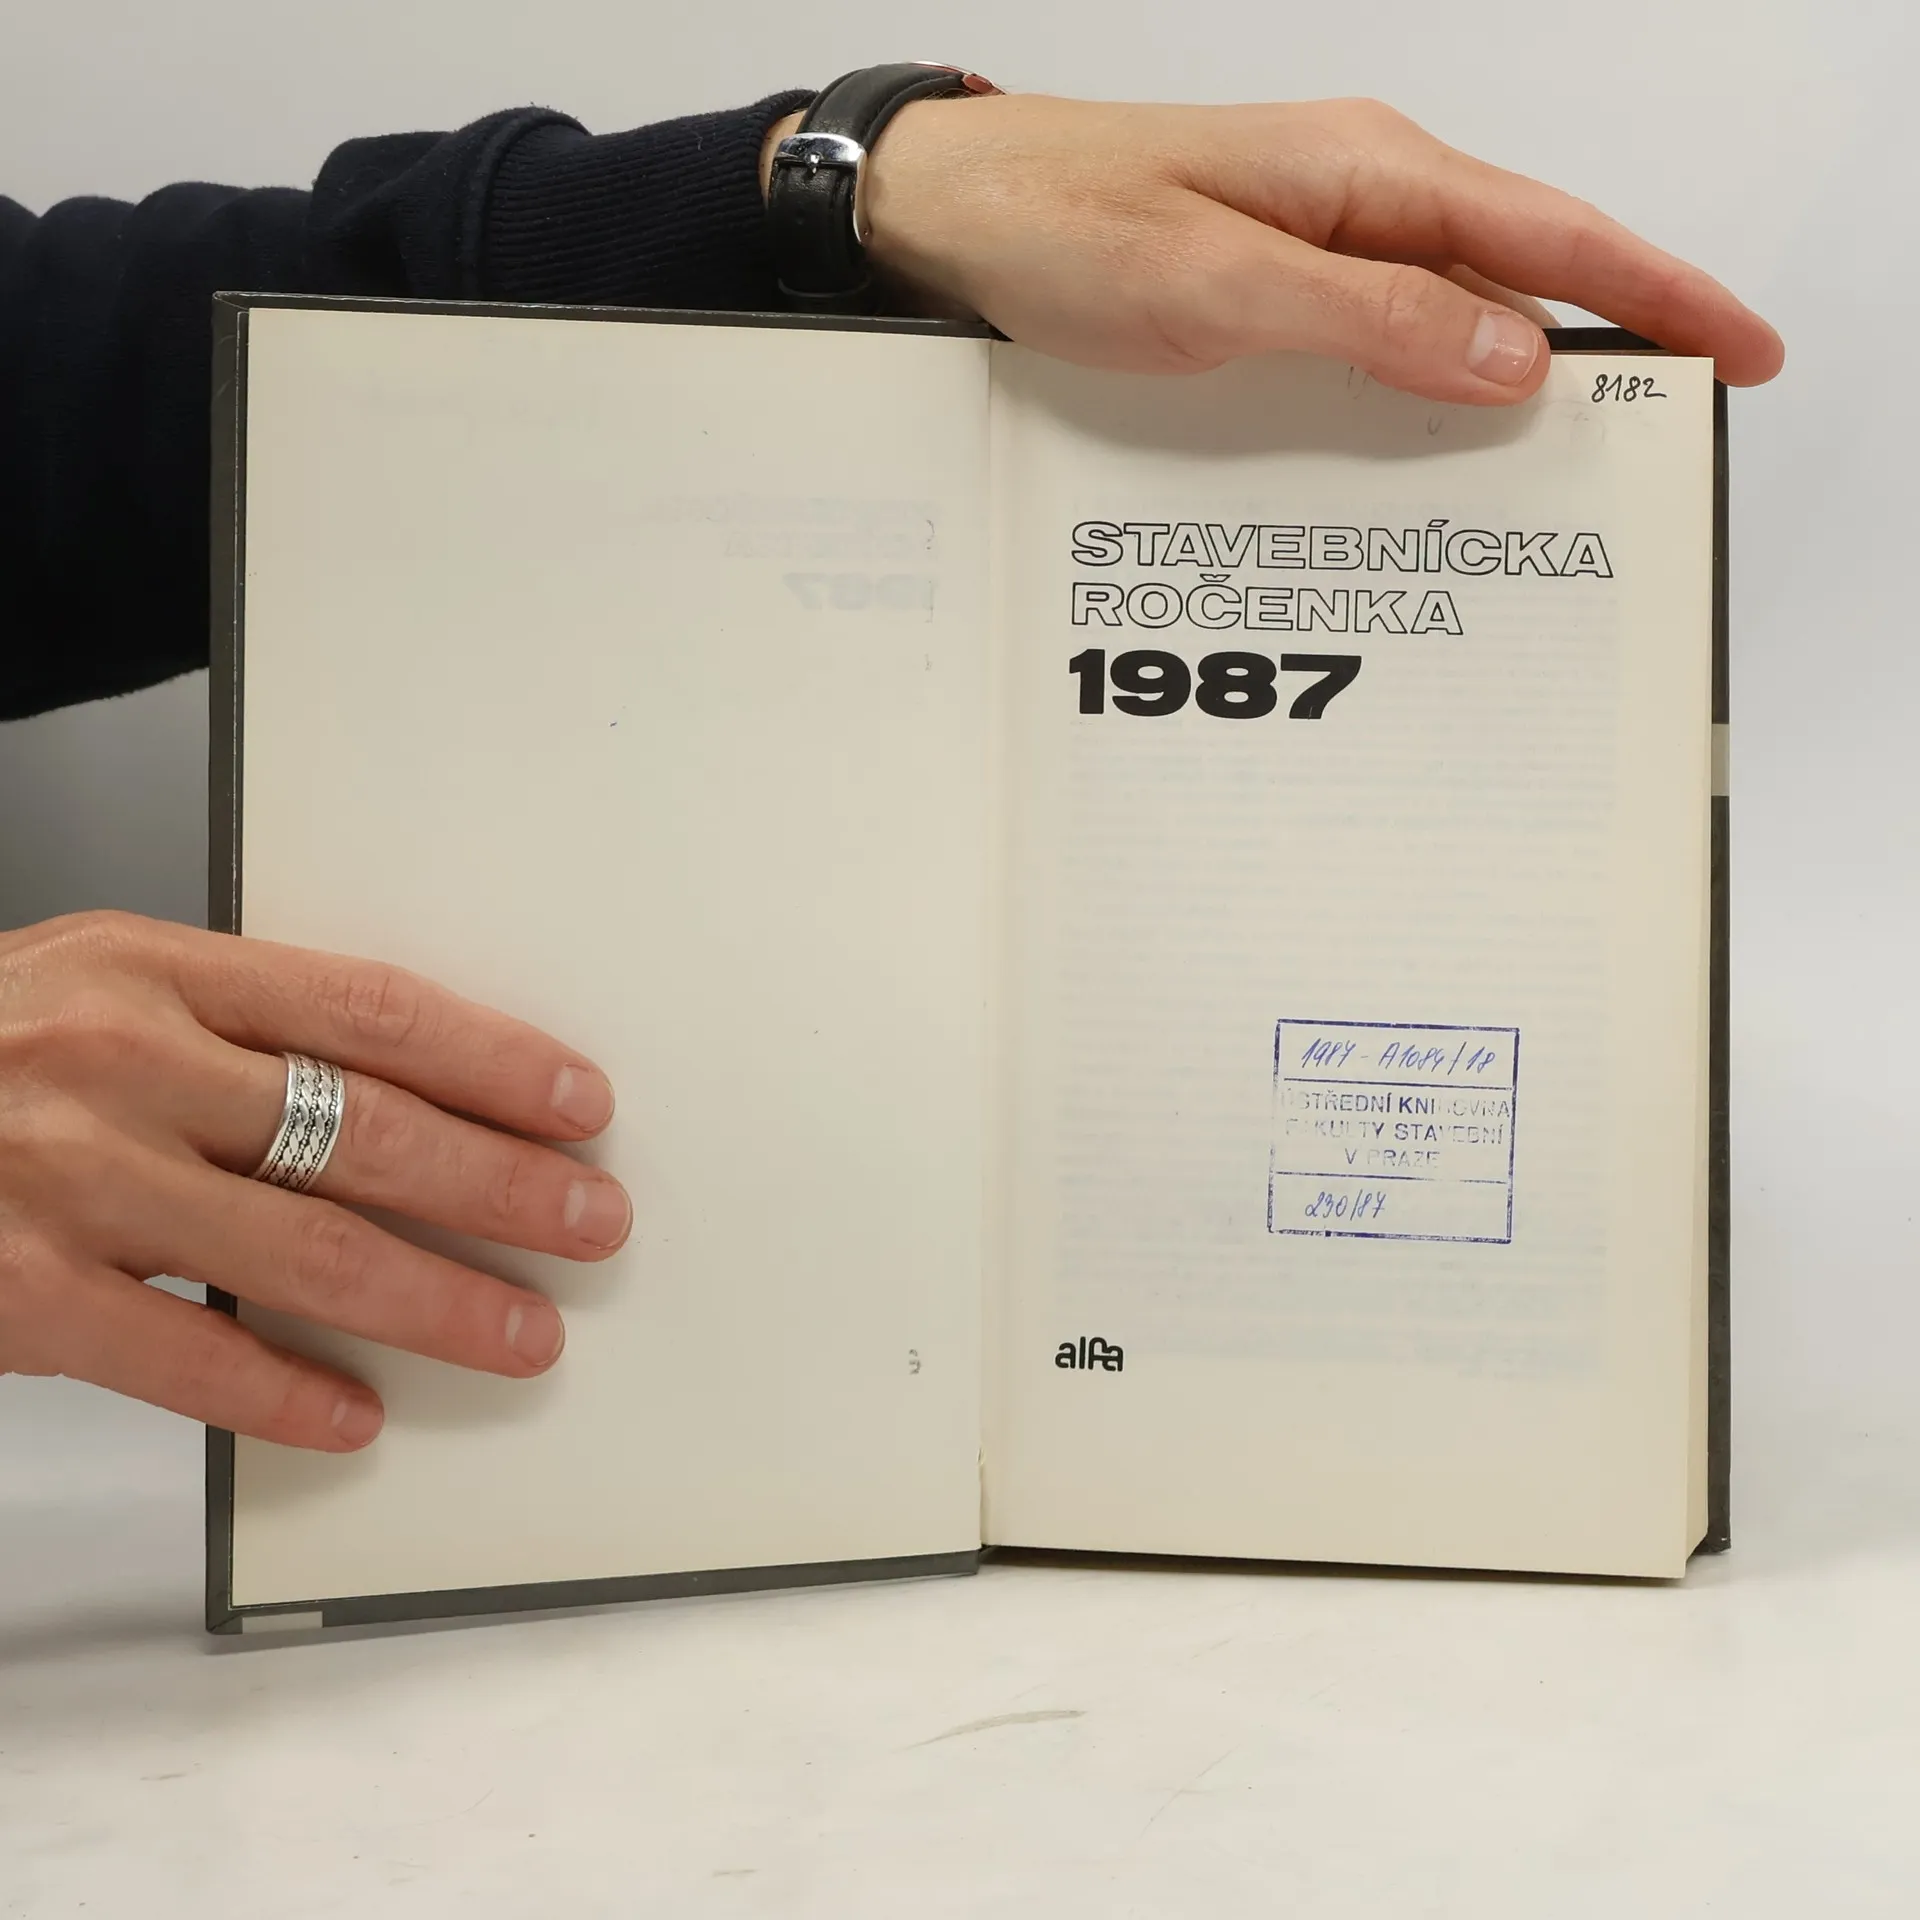 8182
STAVEBNÍCKA
ROČENKA
1987
1987 - A1084/18
ÚSTŘEDNÍ KNIHOVNA
FAKULTY STAVEBNÍ
V PRAZE
230/87
alfa